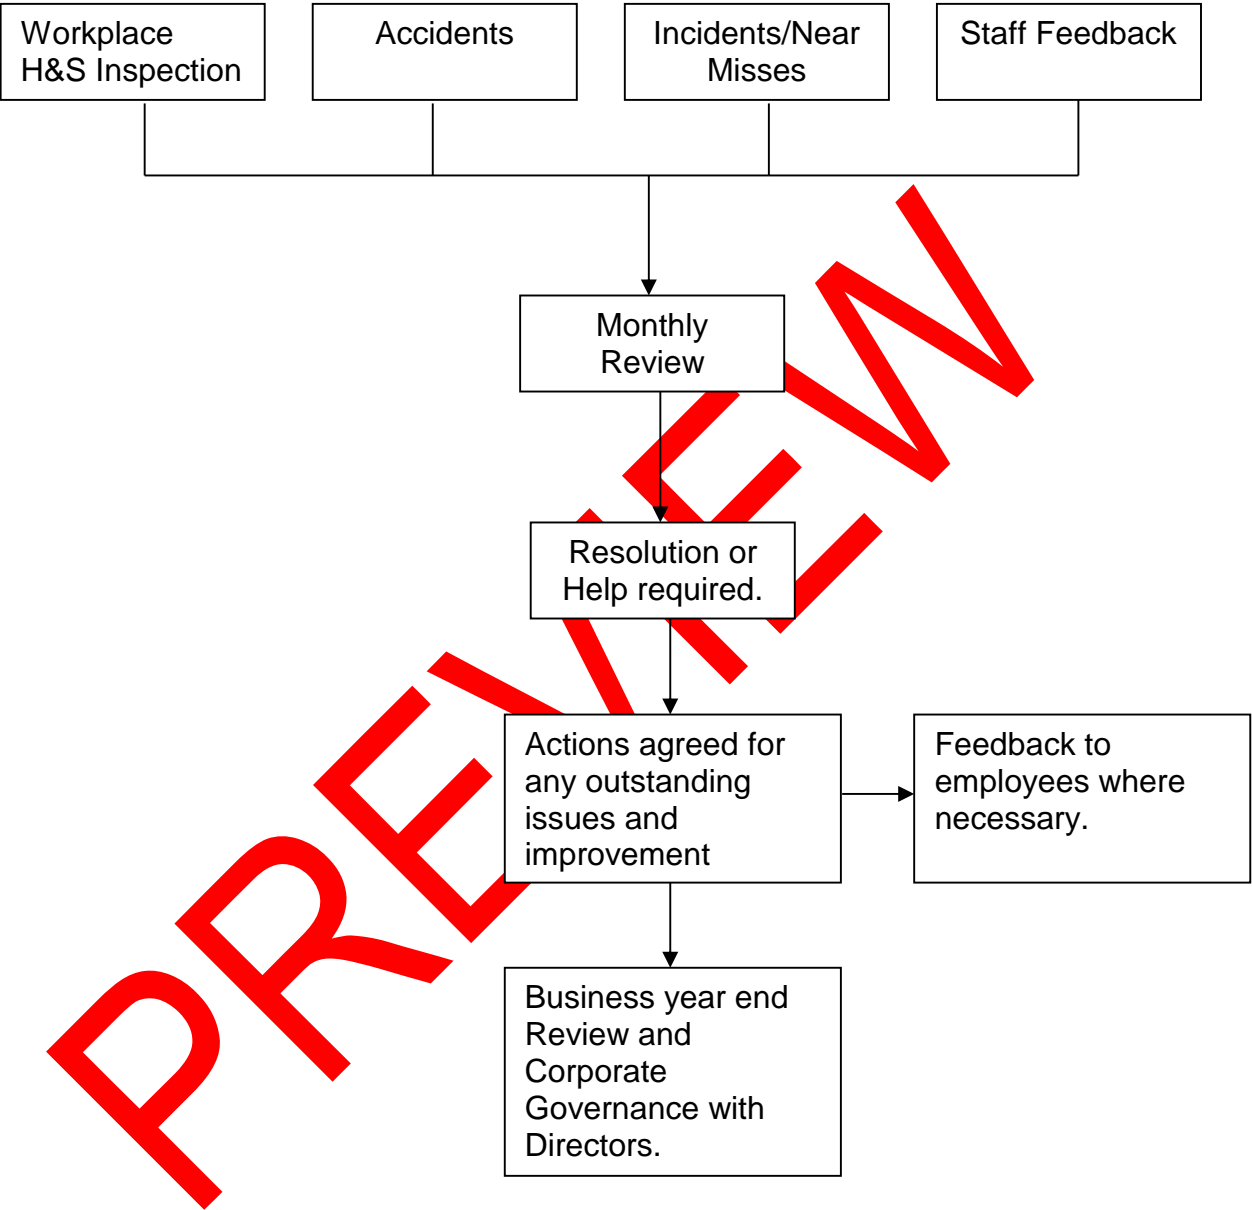 Workplace
H&S Inspection
Accidents
Incidents/Near
Misses
Staff Feedback
Monthly
Review
Resolution or
Help required.
Actions agreed for
any outstanding
issues and
improvement
Feedback to
employees where
necessary.
Business year end
Review and
Corporate
Governance with
Directors.
PREVIEW